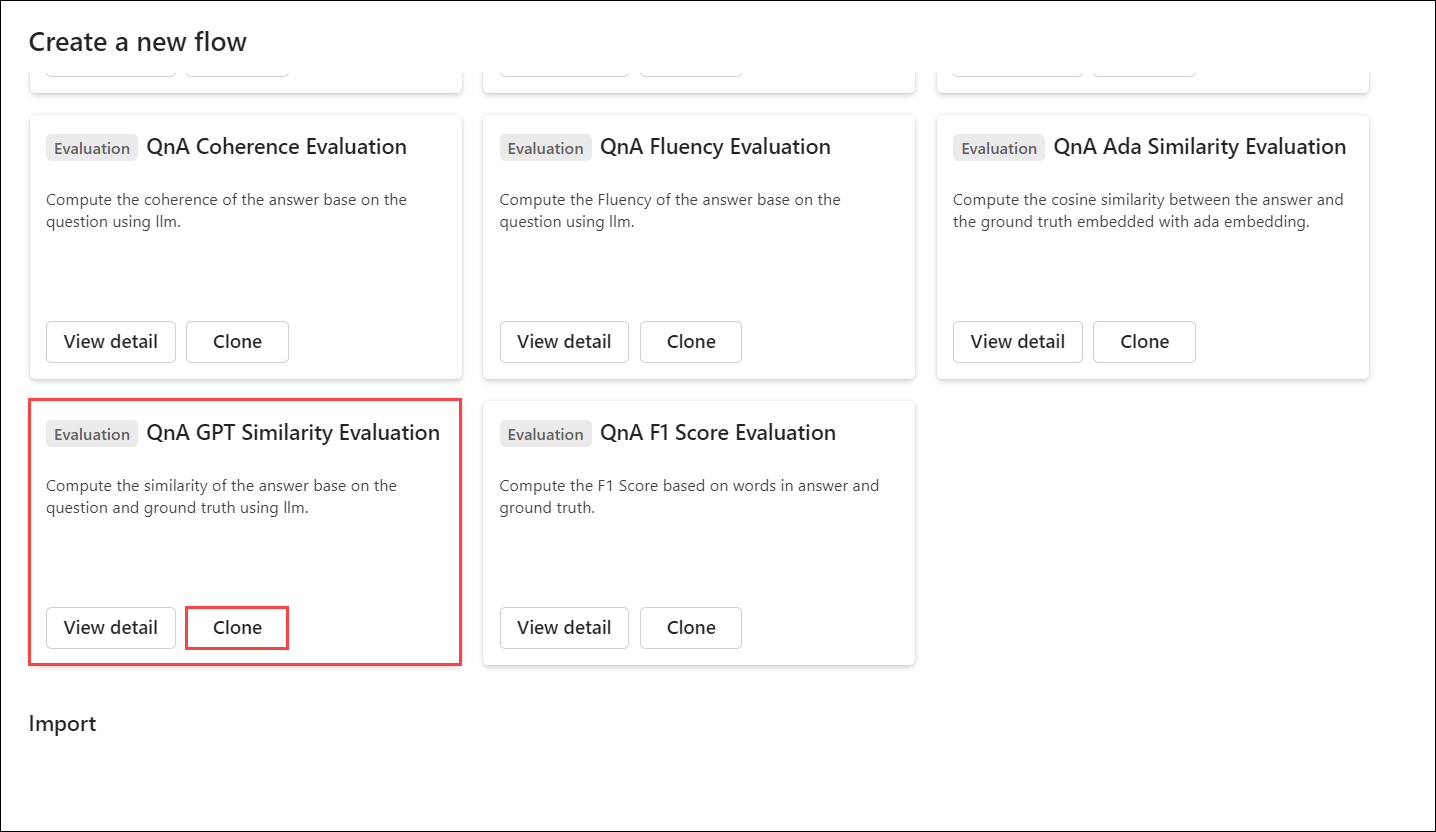 Create a new flow
Evaluation QnA Coherence Evaluation
Compute the coherence of the answer base on the
question using llm.
View detail Clone
Evaluation QnA Fluency Evaluation
Compute the Fluency of the answer base on the
question using llm.
View detail Clone
Evaluation QnA Ada Similarity Evaluation
Compute the cosine similarity between the answer and
the ground truth embedded with ada embedding.
View detail Clone
Evaluation QnA GPT Similarity Evaluation
Compute the similarity of the answer base on the
question and ground truth using llm.
View detail Clone
Evaluation QnA F1 Score Evaluation
Compute the F1 Score based on words in answer and
ground truth.
View detail Clone
Import